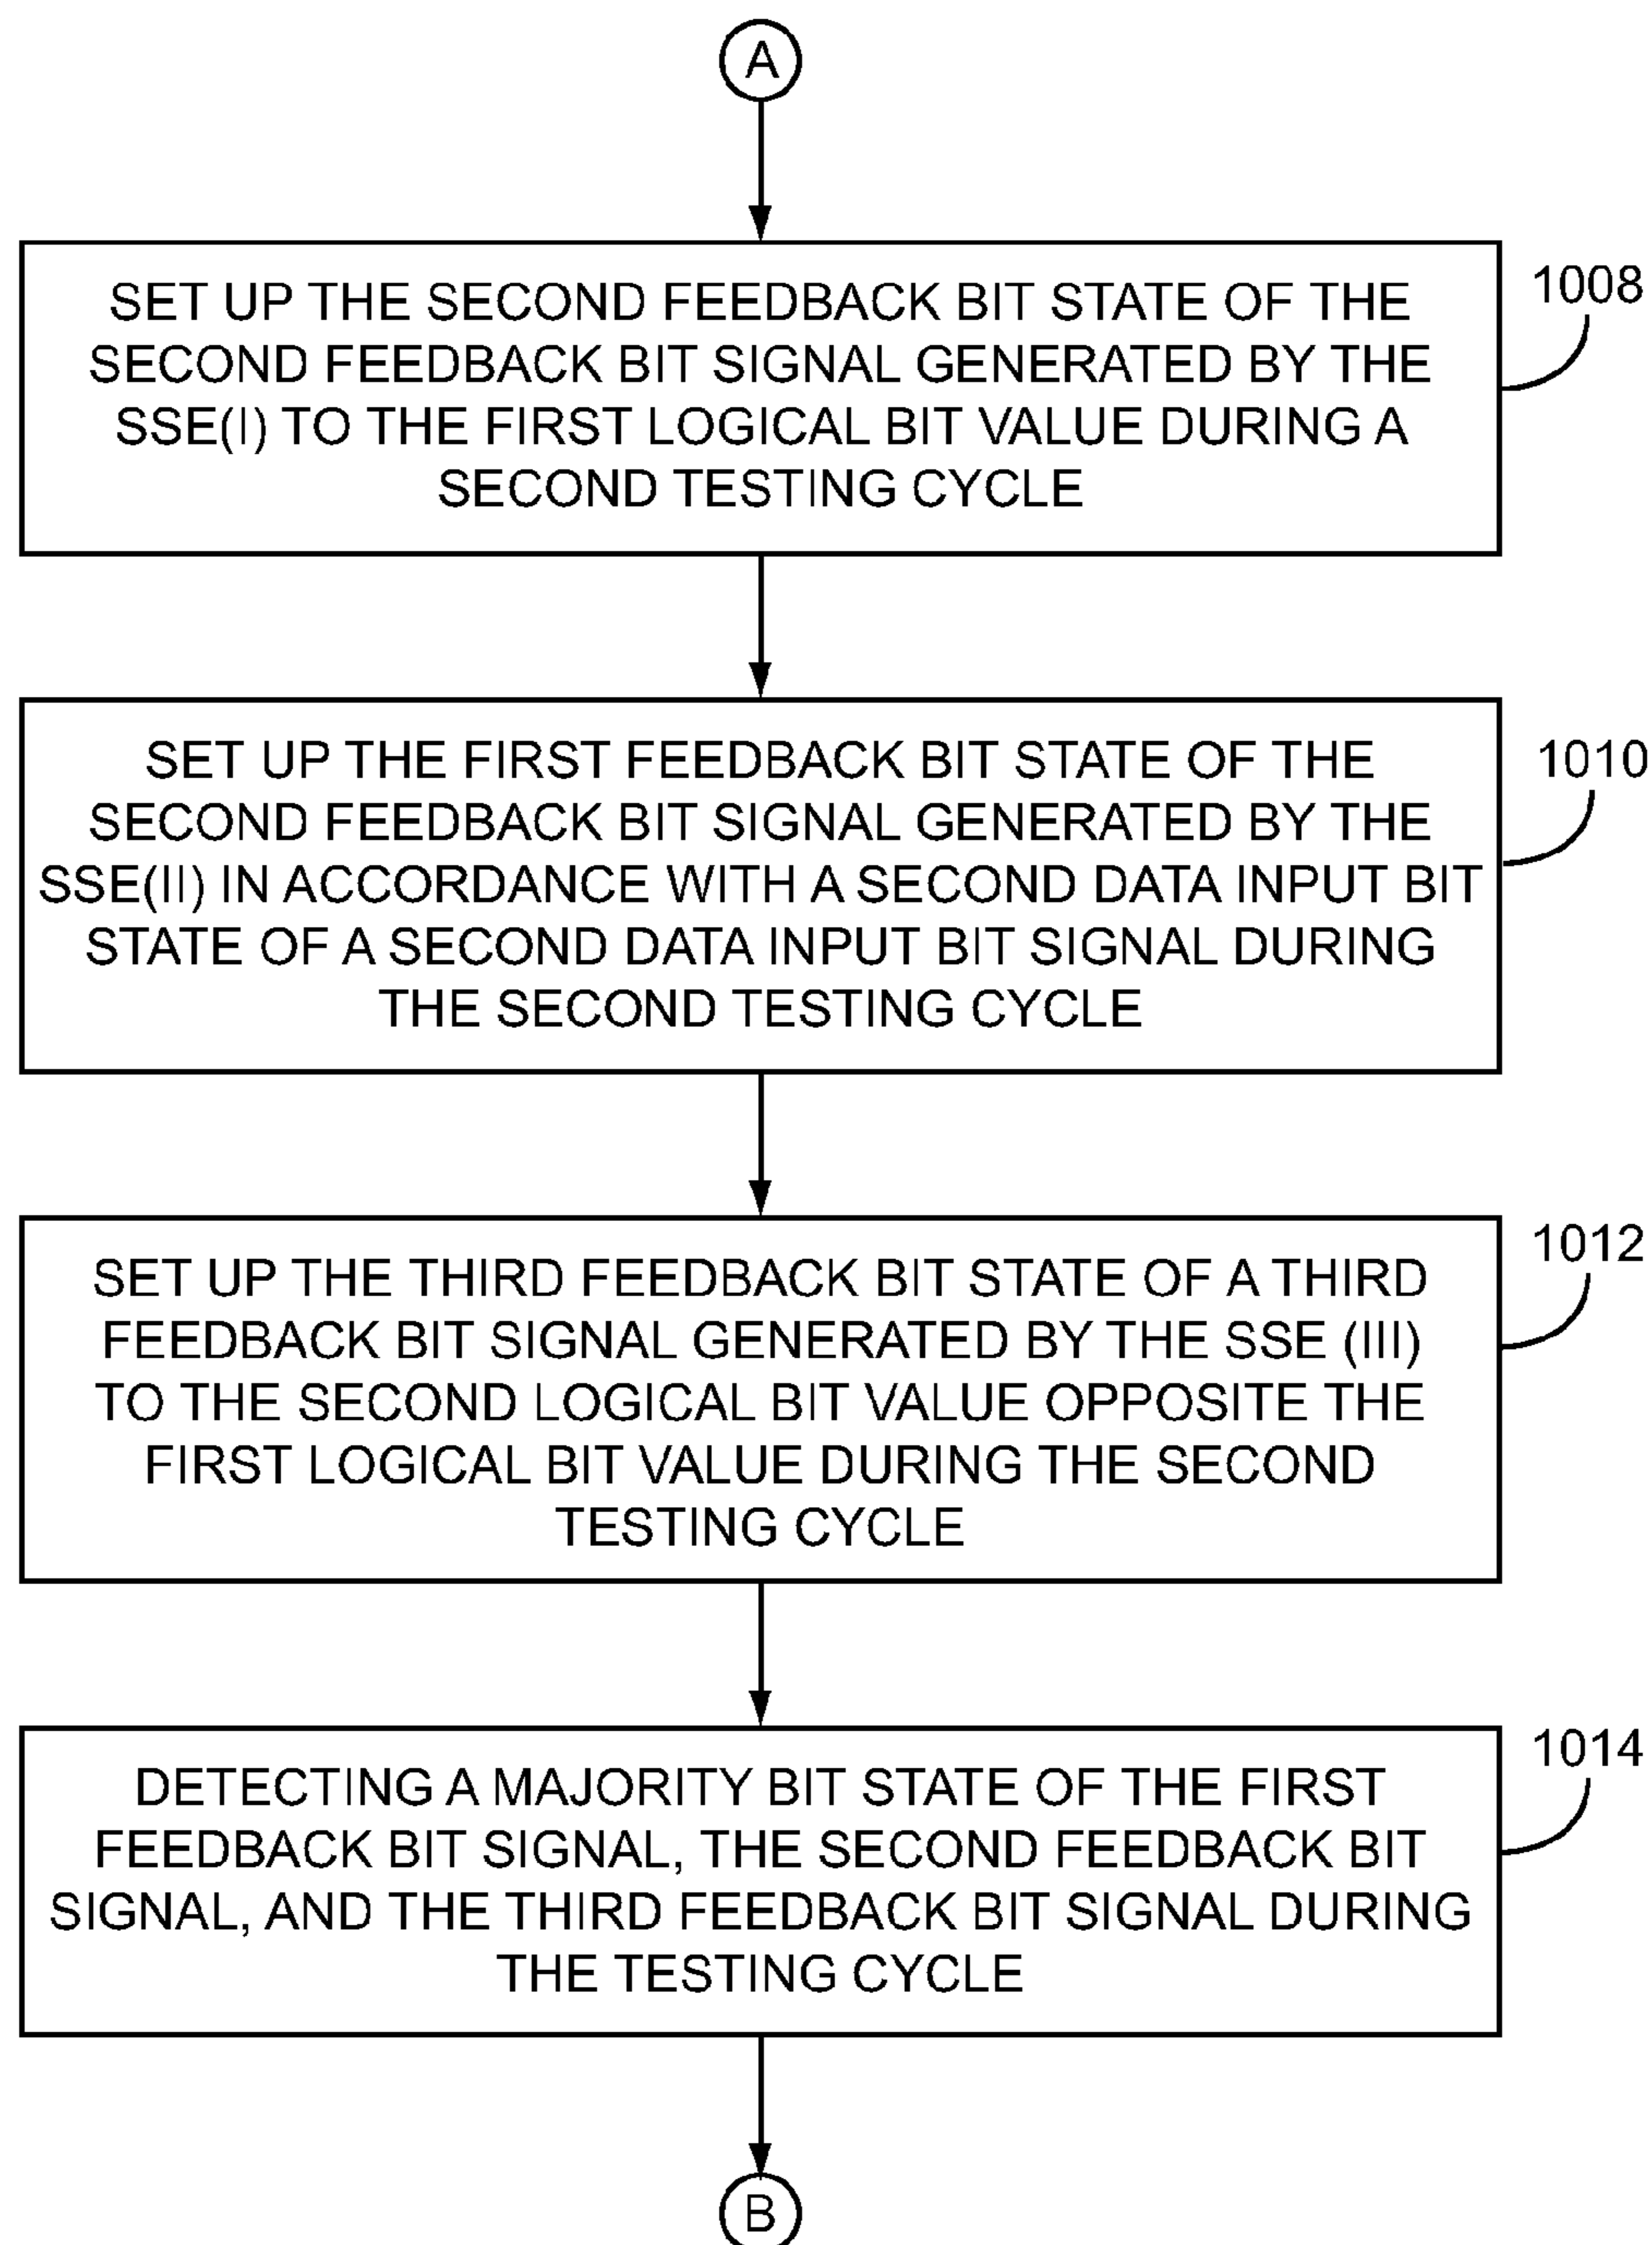 A
SET UP THE SECOND FEEDBACK BIT STATE OF THE
SECOND FEEDBACK BIT SIGNAL GENERATED BY THE
SSE(I) TO THE FIRST LOGICAL BIT VALUE DURING A
SECOND TESTING CYCLE
1008
SET UP THE FIRST FEEDBACK BIT STATE OF THE
SECOND FEEDBACK BIT SIGNAL GENERATED BY THE
SSE(II) IN ACCORDANCE WITH A SECOND DATA INPUT BIT
STATE OF A SECOND DATA INPUT BIT SIGNAL DURING
THE SECOND TESTING CYCLE
1010
SET UP THE THIRD FEEDBACK BIT STATE OF A THIRD
FEEDBACK BIT SIGNAL GENERATED BY THE SSE (III)
TO THE SECOND LOGICAL BIT VALUE OPPOSITE THE
FIRST LOGICAL BIT VALUE DURING THE SECOND
TESTING CYCLE
1012
DETECTING A MAJORITY BIT STATE OF THE FIRST
FEEDBACK BIT SIGNAL, THE SECOND FEEDBACK BIT
SIGNAL, AND THE THIRD FEEDBACK BIT SIGNAL DURING
THE TESTING CYCLE
1014
B